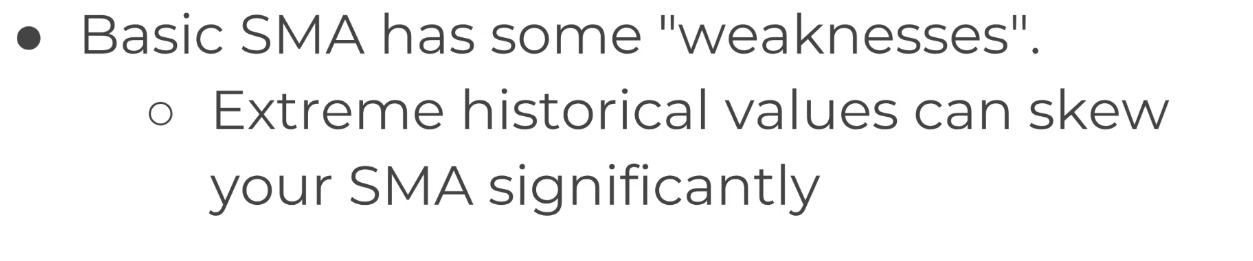 ● Basic SMA has some "weaknesses".
○ Extreme historical values can skew
your SMA significantly